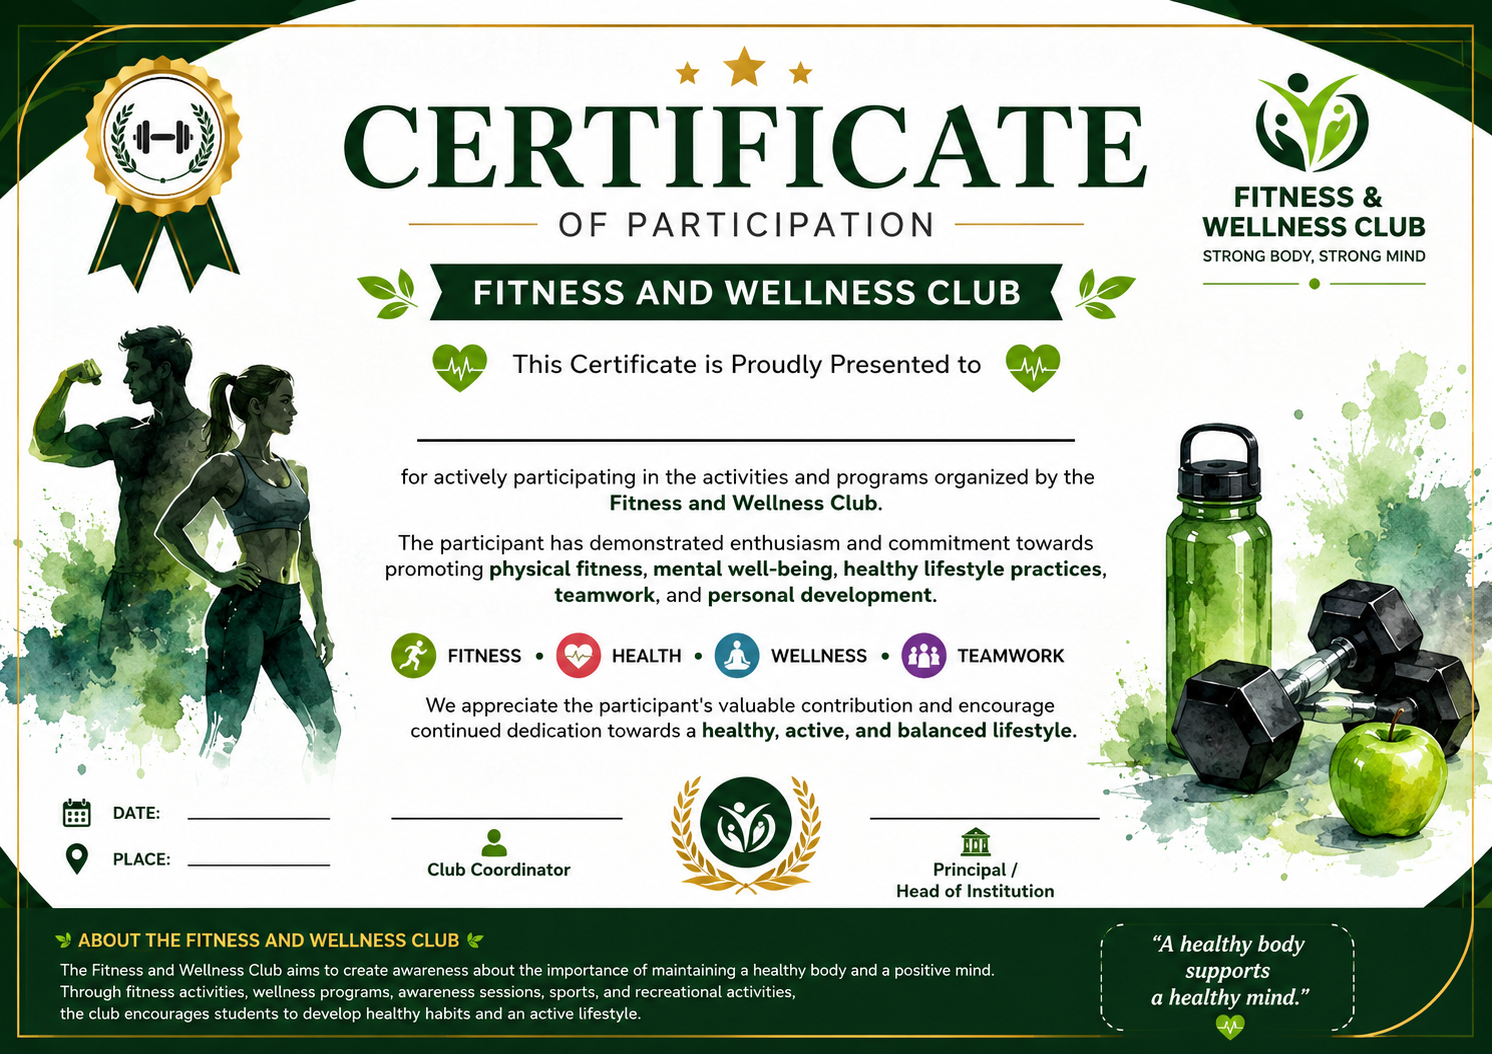 CERTIFICATE
OF PARTICIPATION
FITNESS &
WELLNESS CLUB
STRONG BODY, STRONG MIND
FITNESS AND WELLNESS CLUB
This Certificate is Proudly Presented to
for actively participating in the activities and programs organized by the
Fitness and Wellness Club.
The participant has demonstrated enthusiasm and commitment towards
promoting physical fitness, mental well-being, healthy lifestyle practices,
teamwork, and personal development.
FITNESS • HEALTH • WELLNESS • TEAMWORK
We appreciate the participant's valuable contribution and encourage
continued dedication towards a healthy, active, and balanced lifestyle.
DATE:
PLACE:
Club Coordinator
Principal /
Head of Institution
ABOUT THE FITNESS AND WELLNESS CLUB
The Fitness and Wellness Club aims to create awareness about the importance of maintaining a healthy body and a positive mind.
Through fitness activities, wellness programs, awareness sessions, sports, and recreational activities,
the club encourages students to develop healthy habits and an active lifestyle.
“A healthy body
supports
a healthy mind.”